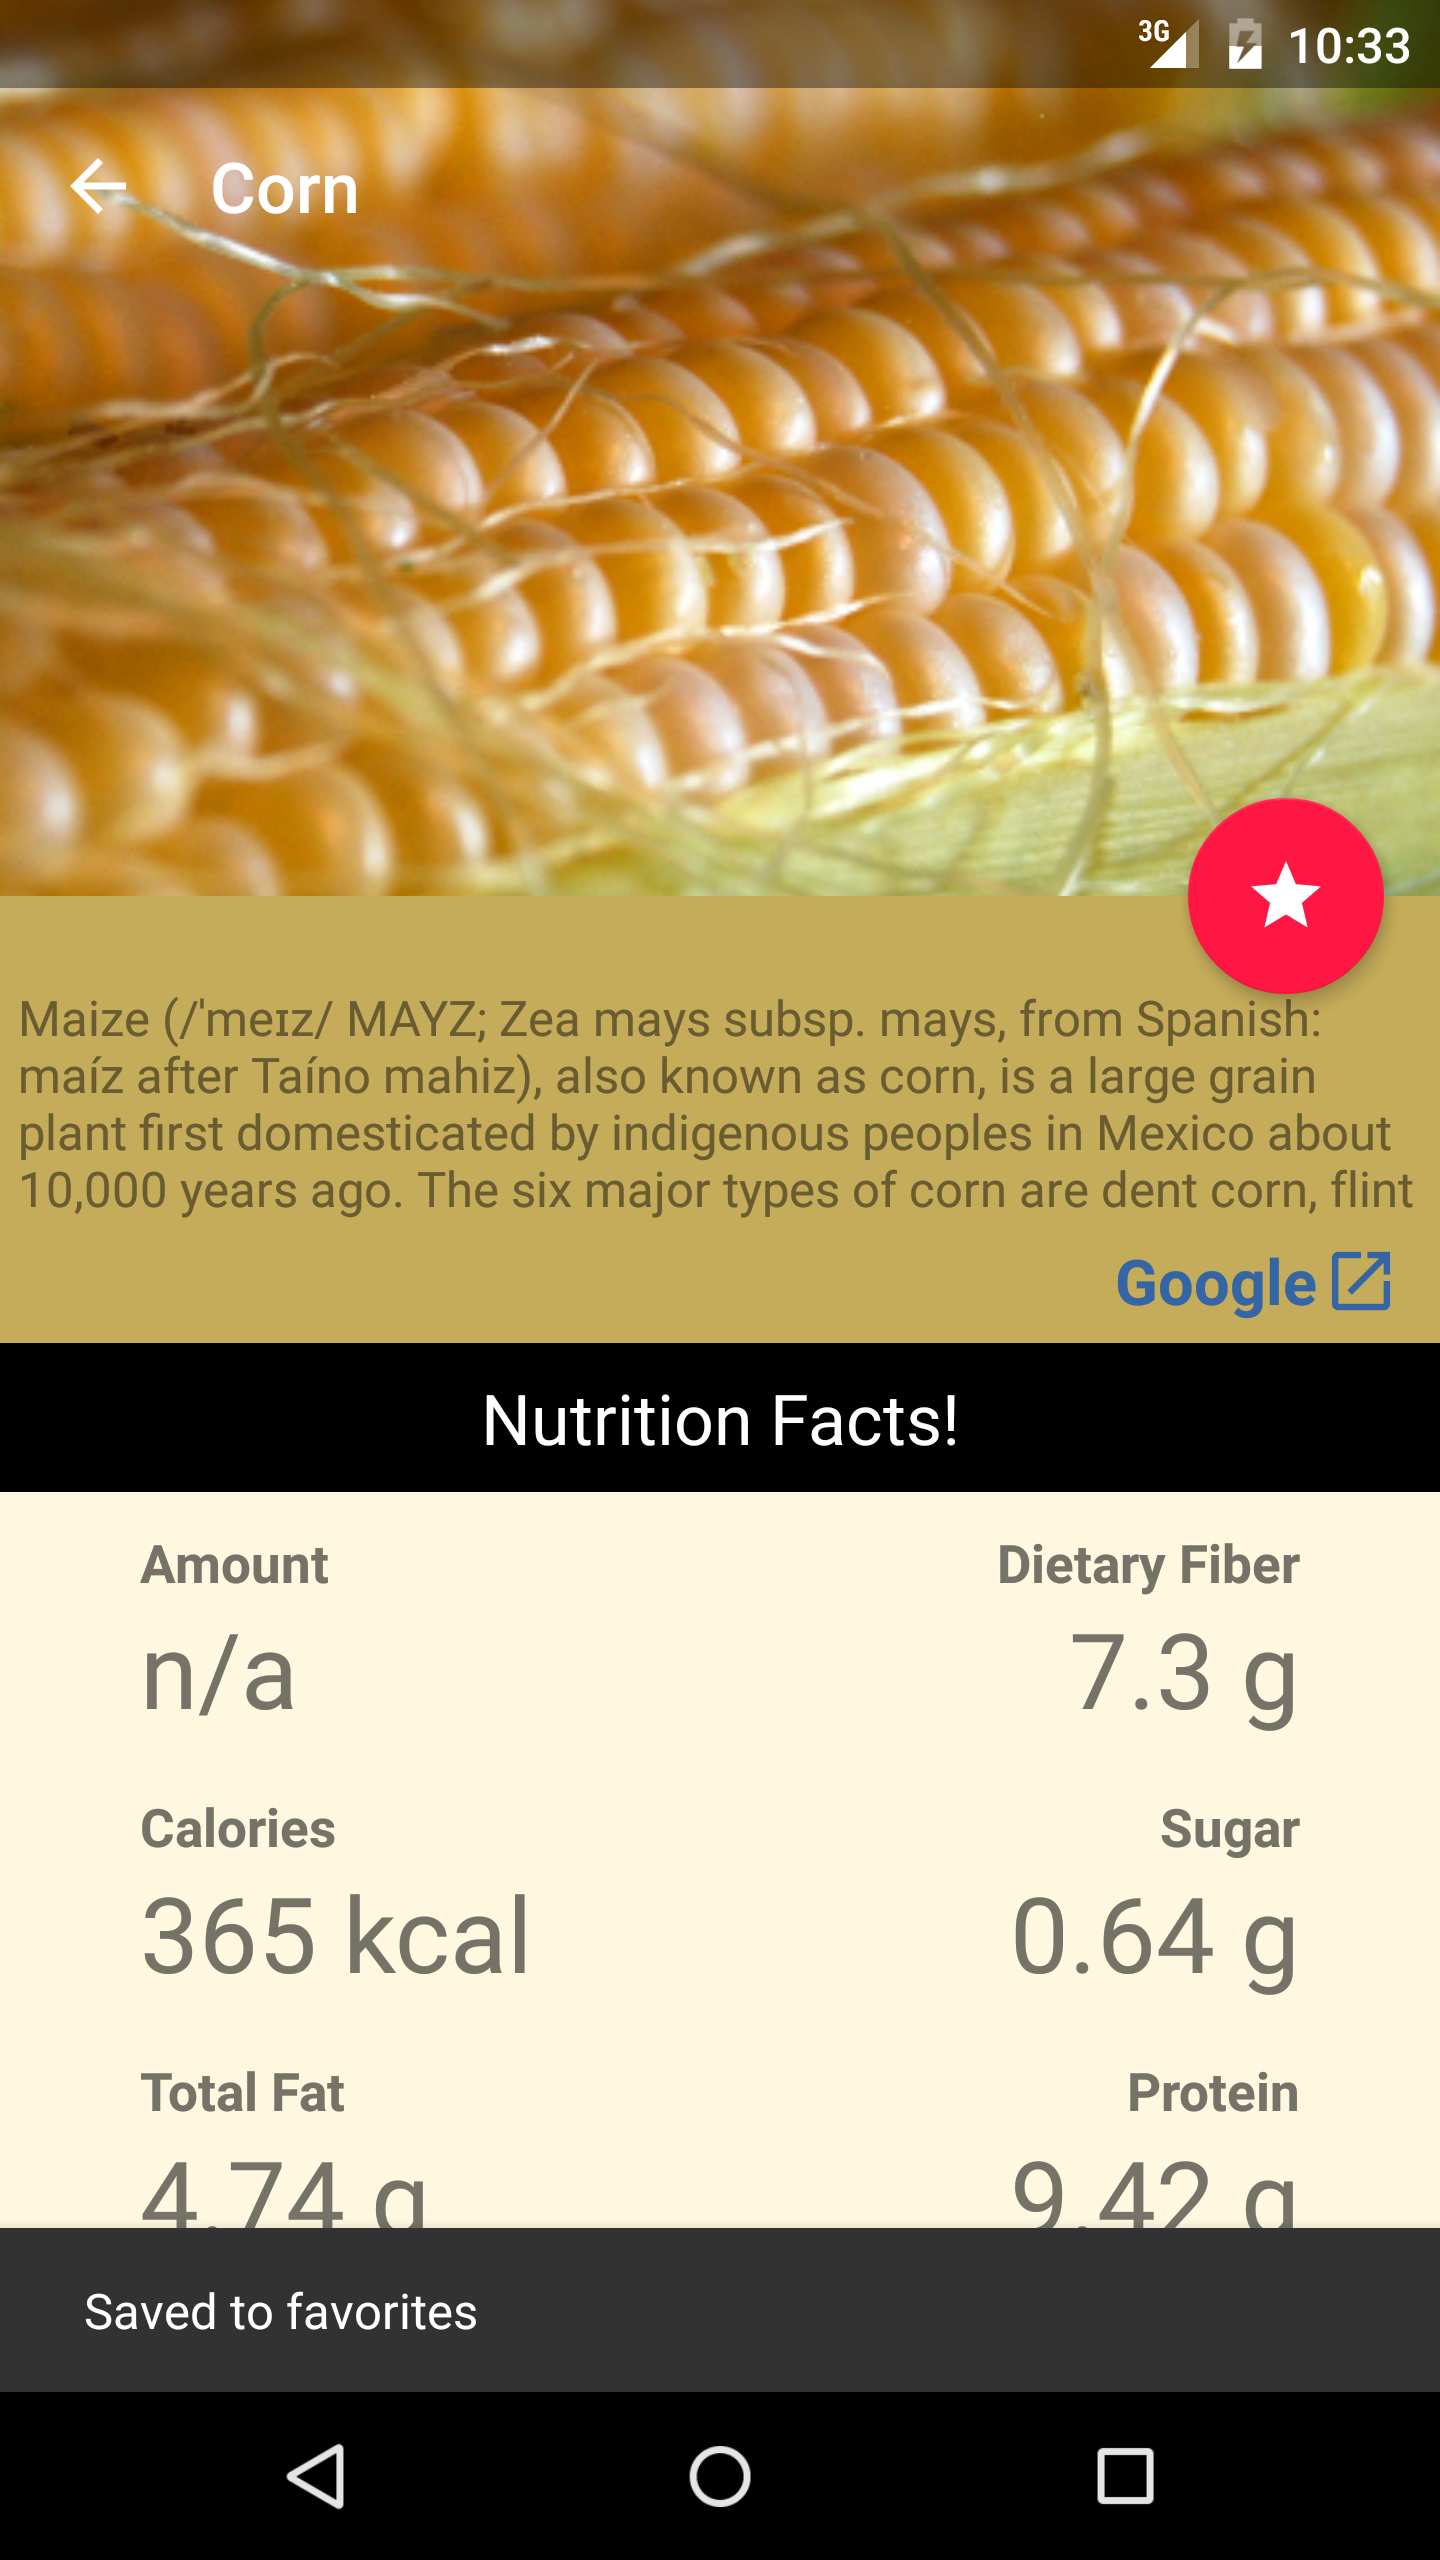 3G 10:33
Corn
Maize (/ˈmeɪz/ MAYZ; Zea mays subsp. mays, from Spanish:
maíz after Taíno mahiz), also known as corn, is a large grain
plant first domesticated by indigenous peoples in Mexico about
10,000 years ago. The six major types of corn are dent corn, flint
Google
Nutrition Facts!
Amount Dietary Fiber
n/a 7.3 g
Calories Sugar
365 kcal 0.64 g
Total Fat Protein
4.74 g 9.42 g
Saved to favorites